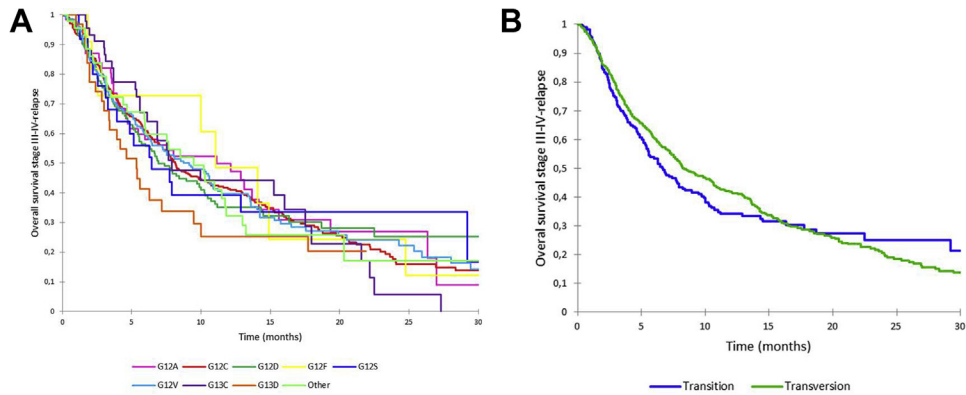 A
Overall survival stage III-IV-relapse
1
0,9
0,8
0,7
0,6
0,5
0,4
0,3
0,2
0,1
0
0 5 10 15 20 25 30
Time (months)
G12A G12C G12D G12F G12S
G12V G13C G13D Other
B
Overal survival stage III-IV-relapse
1
0,9
0,8
0,7
0,6
0,5
0,4
0,3
0,2
0,1
0
0 5 10 15 20 25 30
Time (months)
Transition Transversion